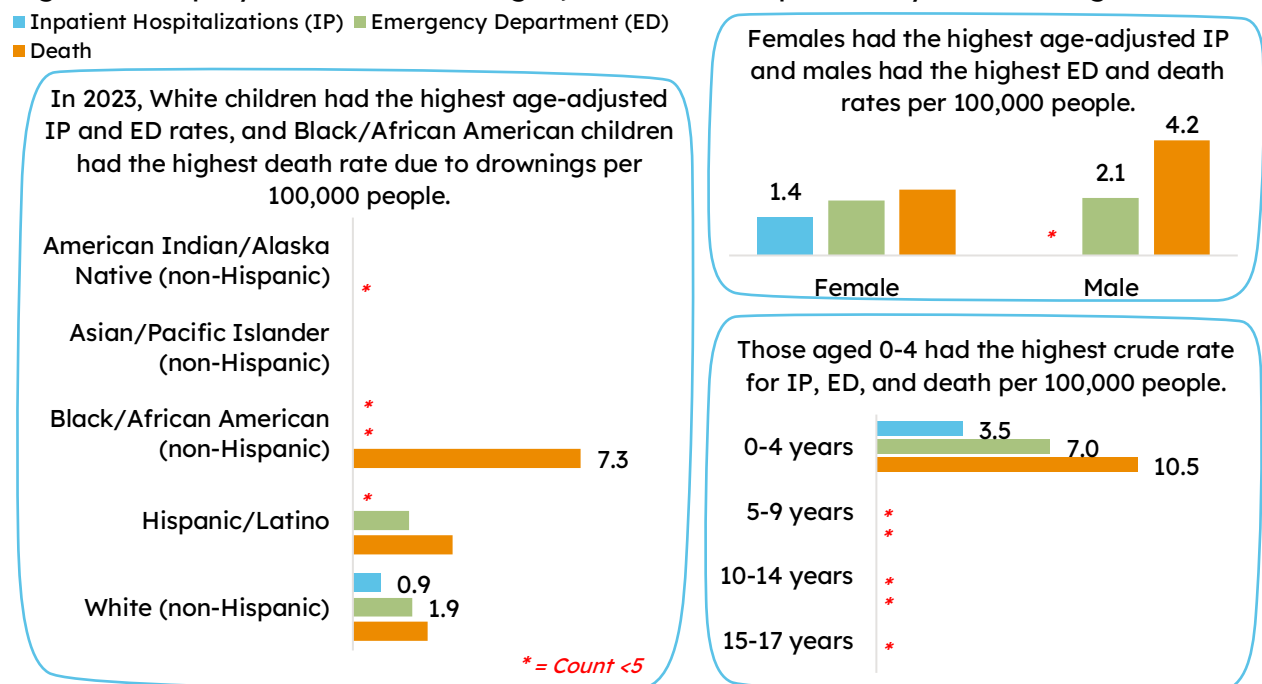 Inpatient Hospitalizations (IP) Emergency Department (ED)
Death
In 2023, White children had the highest age-adjusted
IP and ED rates, and Black/African American children
had the highest death rate due to drownings per
100,000 people.
American Indian/Alaska
Native (non-Hispanic)
*
Asian/Pacific Islander
(non-Hispanic)
*
Black/African American
*
(non-Hispanic)
7.3
*
Hispanic/Latino
0.9
White (non-Hispanic)
1.9
* = Count <5
Females had the highest age-adjusted IP
and males had the highest ED and death
rates per 100,000 people.
4.2
1.4
2.1
*
Female
Male
Those aged 0-4 had the highest crude rate
for IP, ED, and death per 100,000 people.
3.5
0-4 years
7.0
10.5
5-9 years
*
*
10-14 years
*
*
15-17 years
*